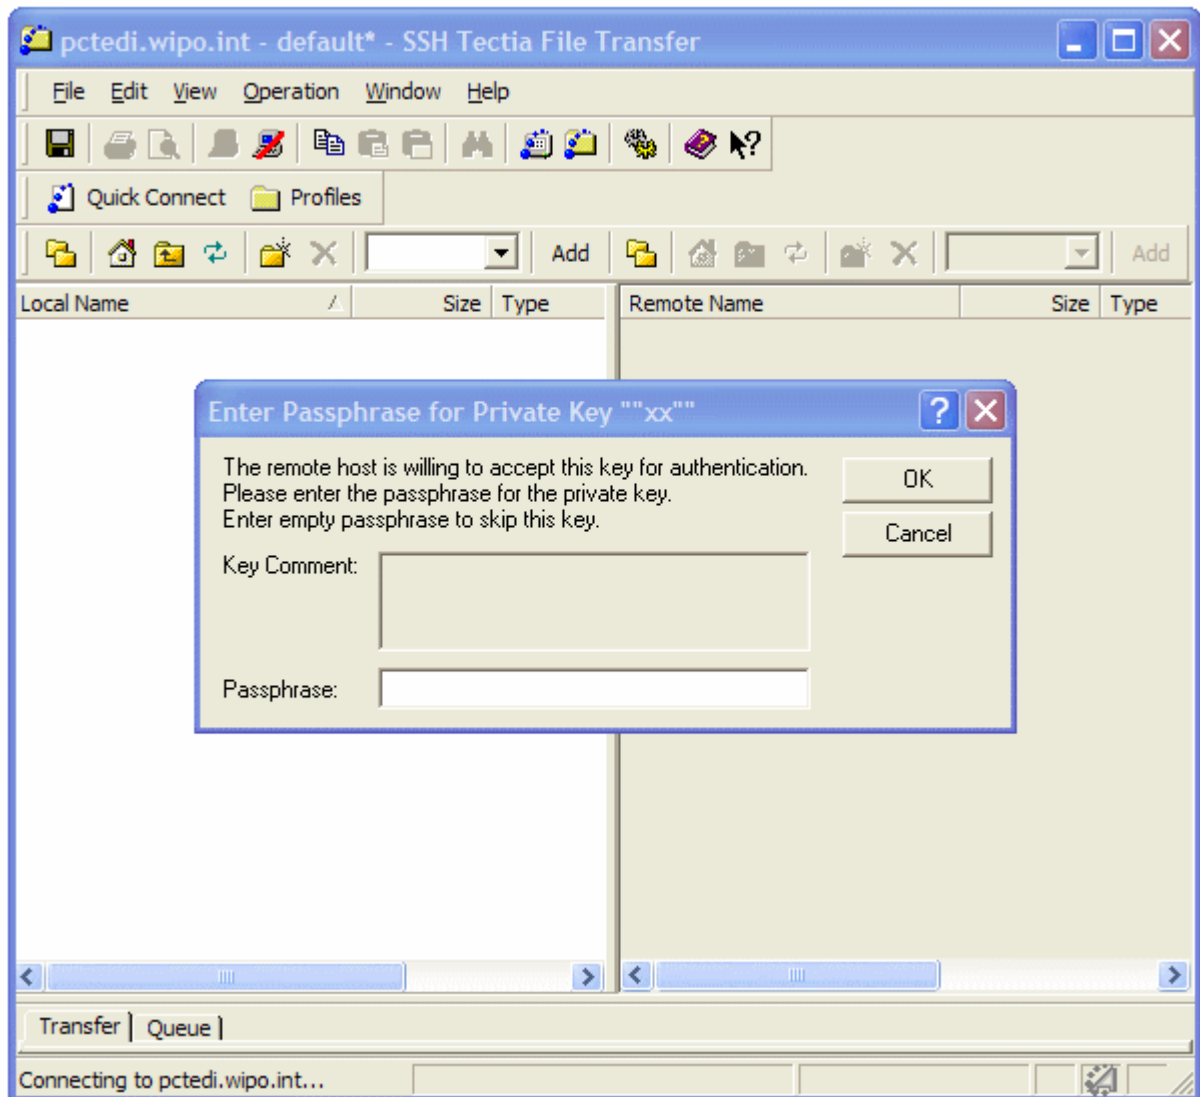 pctedi.wipo.int - default* - SSH Tectia File Transfer
File Edit View Operation Window Help
Quick Connect Profiles
Add Add
Local Name Size Type Remote Name Size Type
Enter Passphrase for Private Key ""xx""
The remote host is willing to accept this key for authentication.
Please enter the passphrase for the private key.
Enter empty passphrase to skip this key.
OK
Cancel
Key Comment:
Passphrase:
Transfer Queue
Connecting to pctedi.wipo.int...